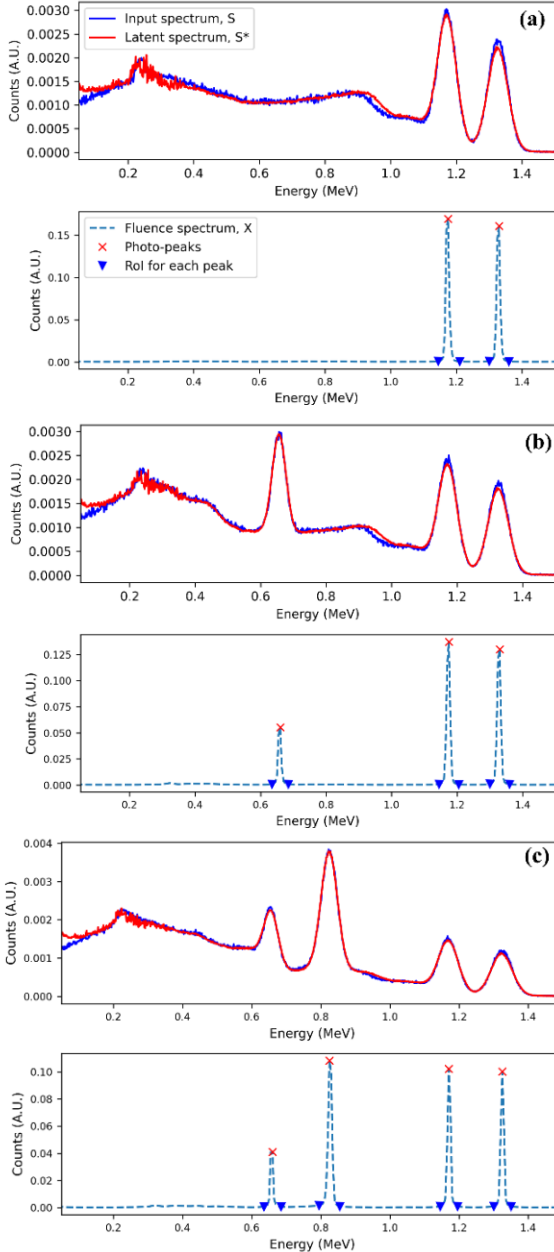 (a)
Input spectrum, S
Latent spectrum, S*
Counts (A.U.)
0.0030
0.0025
0.0020
0.0015
0.0010
0.0005
0.0000
0.2 0.4 0.6 0.8 1.0 1.2 1.4
Energy (MeV)
Fluence spectrum, X
Photo-peaks
RoI for each peak
Counts (A.U.)
0.15
0.10
0.05
0.00
0.2 0.4 0.6 0.8 1.0 1.2 1.4
Energy (MeV)
(b)
Counts (A.U.)
0.0030
0.0025
0.0020
0.0015
0.0010
0.0005
0.0000
0.2 0.4 0.6 0.8 1.0 1.2 1.4
Energy (MeV)
Counts (A.U.)
0.125
0.100
0.075
0.050
0.025
0.000
0.2 0.4 0.6 0.8 1.0 1.2 1.4
Energy (MeV)
(c)
Counts (A.U.)
0.004
0.003
0.002
0.001
0.000
0.2 0.4 0.6 0.8 1.0 1.2 1.4
Energy (MeV)
Counts (A.U.)
0.10
0.08
0.06
0.04
0.02
0.00
0.2 0.4 0.6 0.8 1.0 1.2 1.4
Energy (MeV)